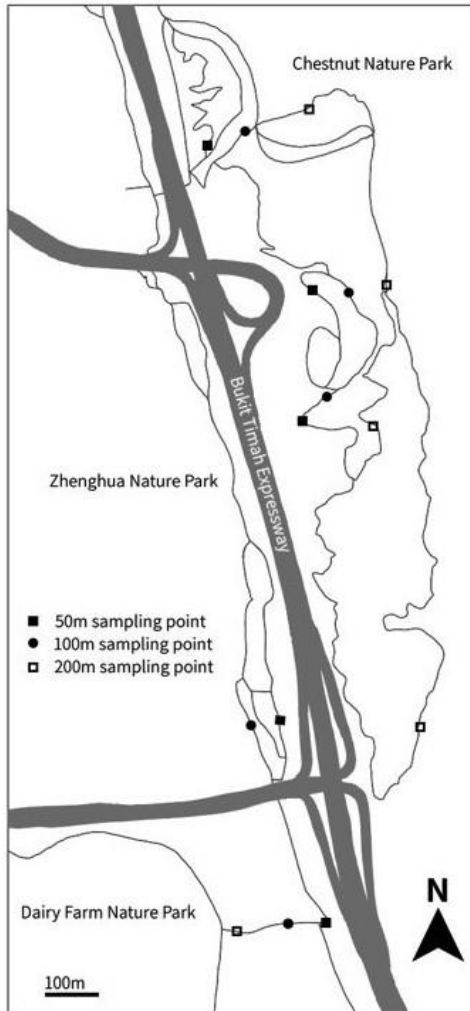 Chestnut Nature Park
Bukit Timah Expressway
Zhenghua Nature Park
50m sampling point
100m sampling point
200m sampling point
Dairy Farm Nature Park
N
100m